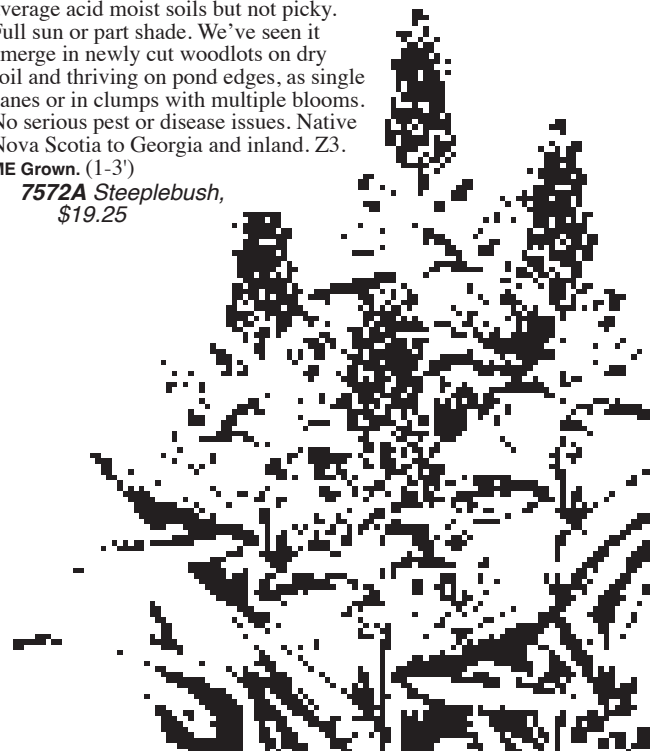 average acid moist soils but not picky.
Full sun or part shade. We've seen it
emerge in newly cut woodlots on dry
soil and thriving on pond edges, as single
canes or in clumps with multiple blooms.
No serious pest or disease issues. Native
Nova Scotia to Georgia and inland. Z3.
ME Grown. (1-3')
7572A Steeplebush,
$19.25